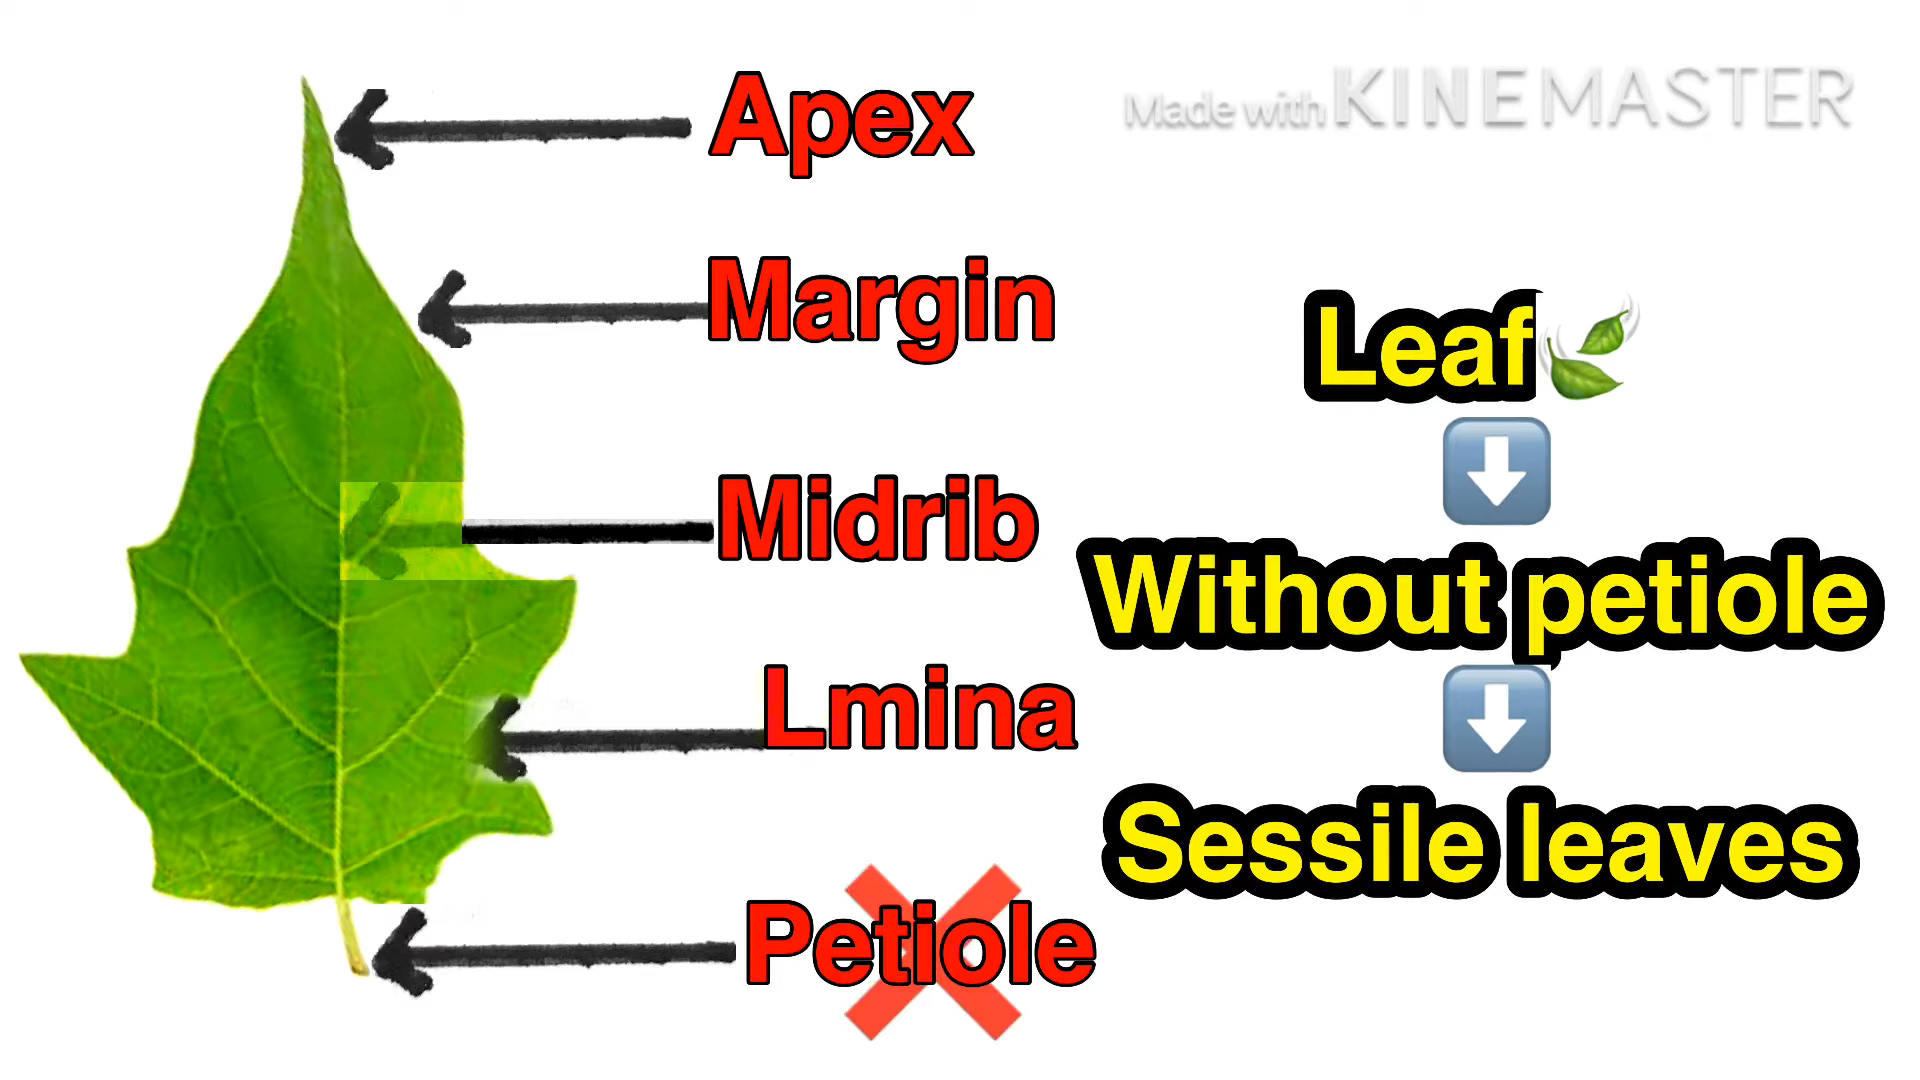 Apex
Made with KINEMASTER
Margin
Leaf
Midrib
Without petiole
Lmina
Sessile leaves
Petiole